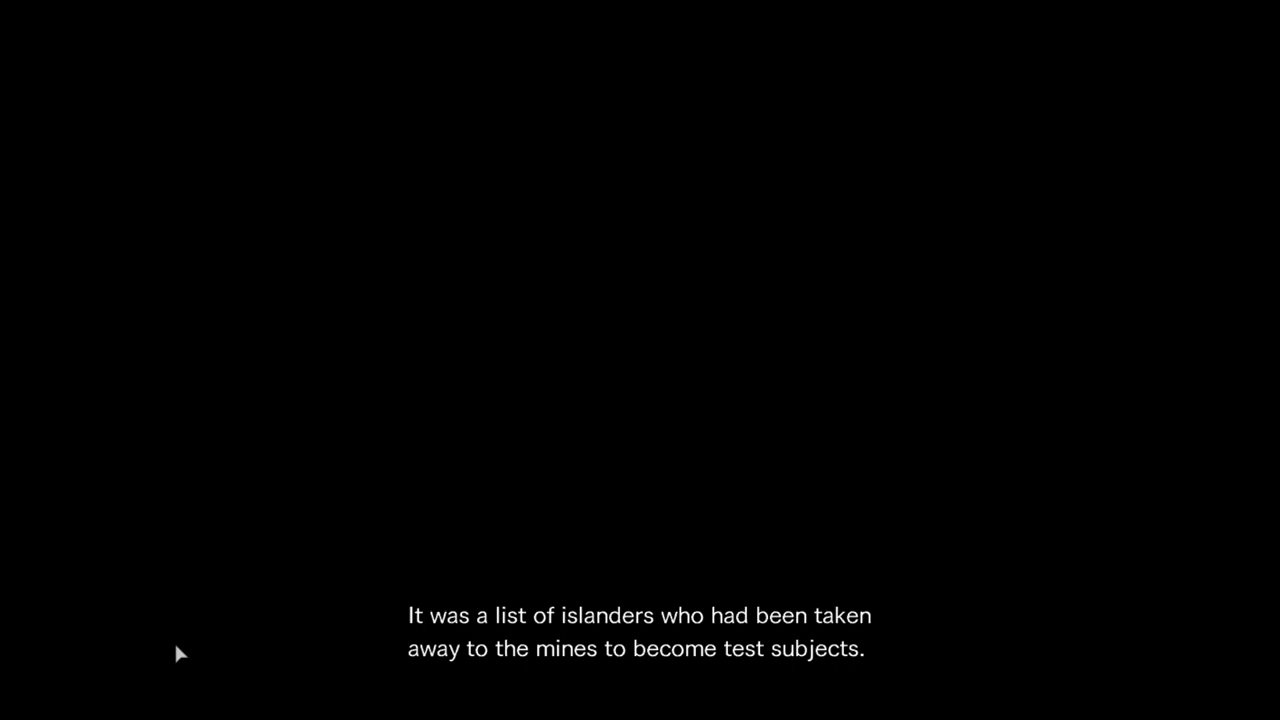 It was a list of islanders who had been taken
away to the mines to become test subjects.